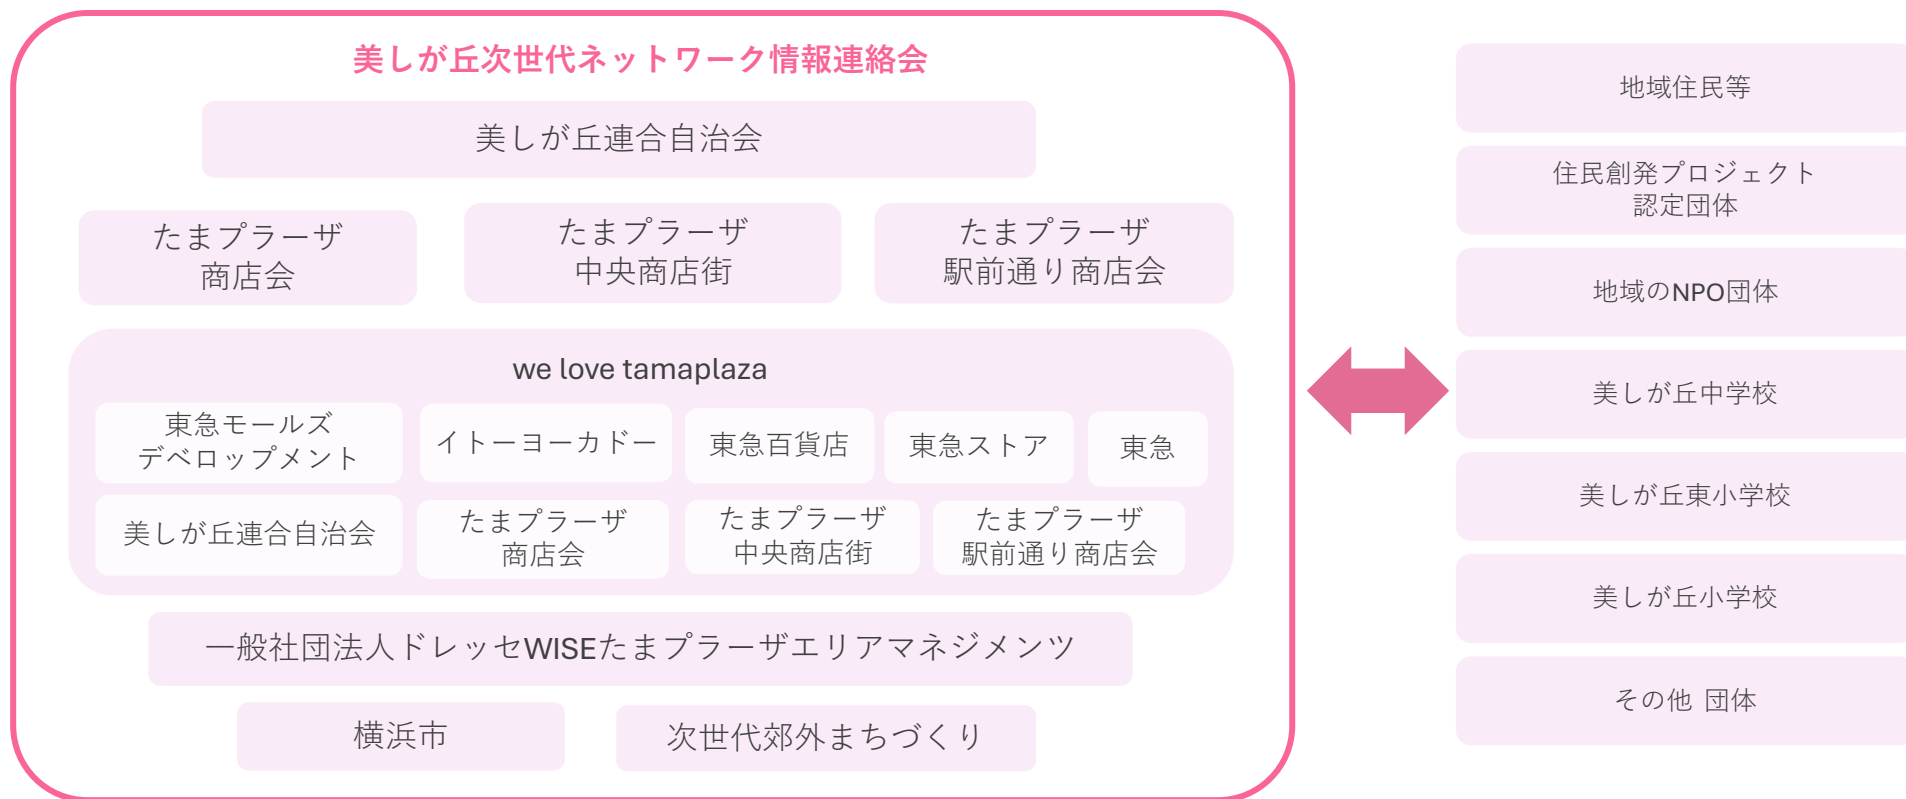 美しが丘次世代ネットワーク情報連絡会
美しが丘連合自治会
たまプラーザ
商店会
たまプラーザ
中央商店街
たまプラーザ
駅前通り商店会
we love tamaplaza
東急モールズ
デベロップメント
イトーヨーカドー
東急百貨店
東急ストア
東急
美しが丘連合自治会
たまプラーザ
商店会
たまプラーザ
中央商店街
たまプラーザ
駅前通り商店会
一般社団法人ドレッセWISEたまプラーザエリアマネジメンツ
横浜市
次世代郊外まちづくり
地域住民等
住民創発プロジェクト
認定団体
地域のNPO団体
美しが丘中学校
美しが丘東小学校
美しが丘小学校
その他 団体